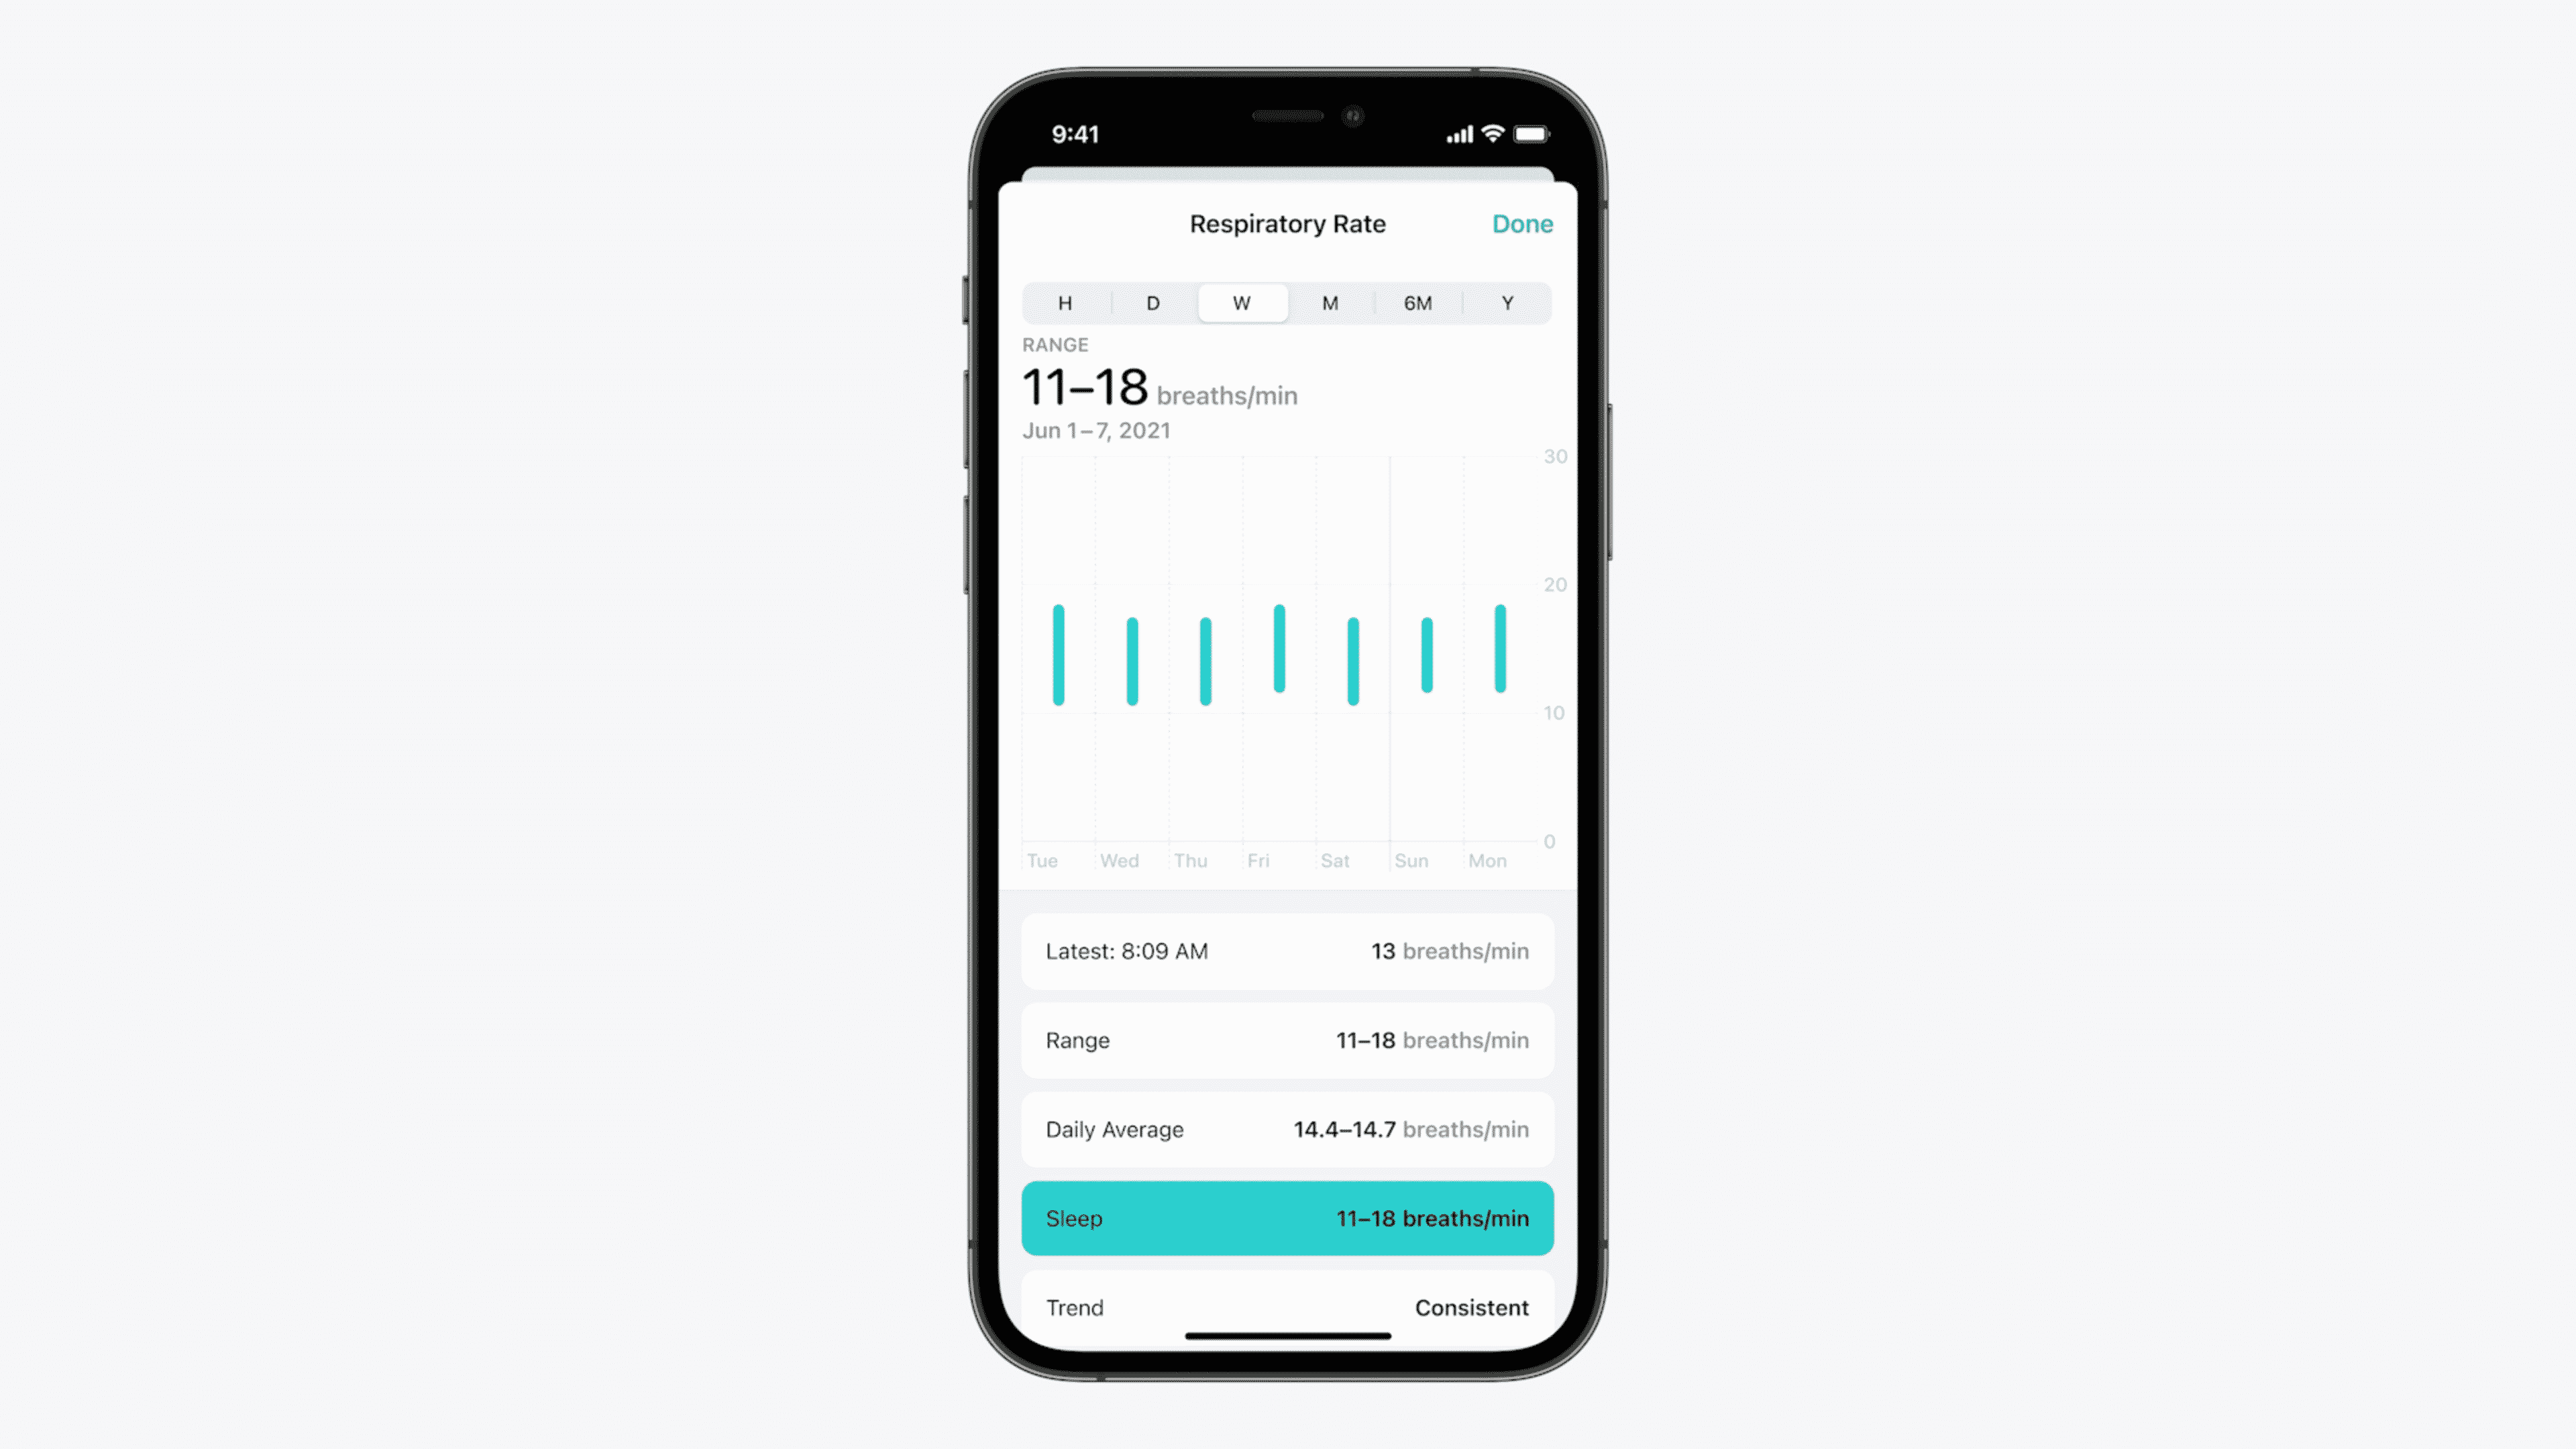 9:41
Respiratory Rate Done
H D W M 6M Y
RANGE
11–18 breaths/min
Jun 1–7, 2021
30
20
10
0
Tue Wed Thu Fri Sat Sun Mon
Latest: 8:09 AM 13 breaths/min
Range 11–18 breaths/min
Daily Average 14.4–14.7 breaths/min
Sleep 11–18 breaths/min
Trend Consistent